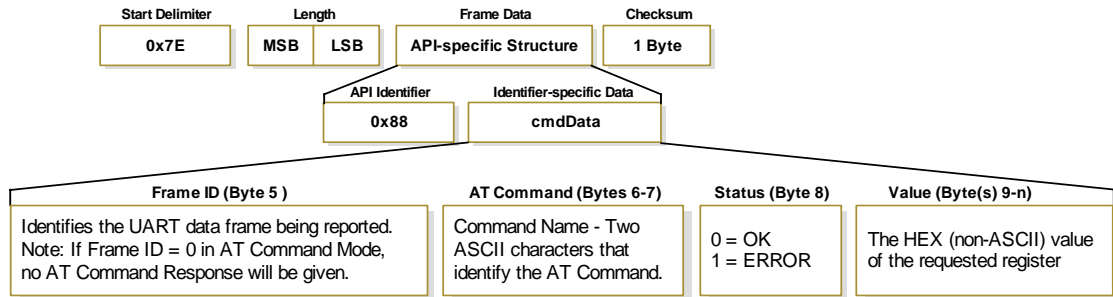 Start Delimiter
Length
Frame Data
Checksum
0x7E
MSB
LSB
API-specific Structure
1 Byte
API Identifier
Identifier-specific Data
0x88
cmdData
Frame ID (Byte 5 )
AT Command (Bytes 6-7)
Status (Byte 8)
Value (Byte(s) 9-n)
Identifies the UART data frame being reported.
Note: If Frame ID = 0 in AT Command Mode,
no AT Command Response will be given.
Command Name - Two
ASCII characters that
identify the AT Command.
0 = OK
1 = ERROR
The HEX (non-ASCII) value
of the requested register